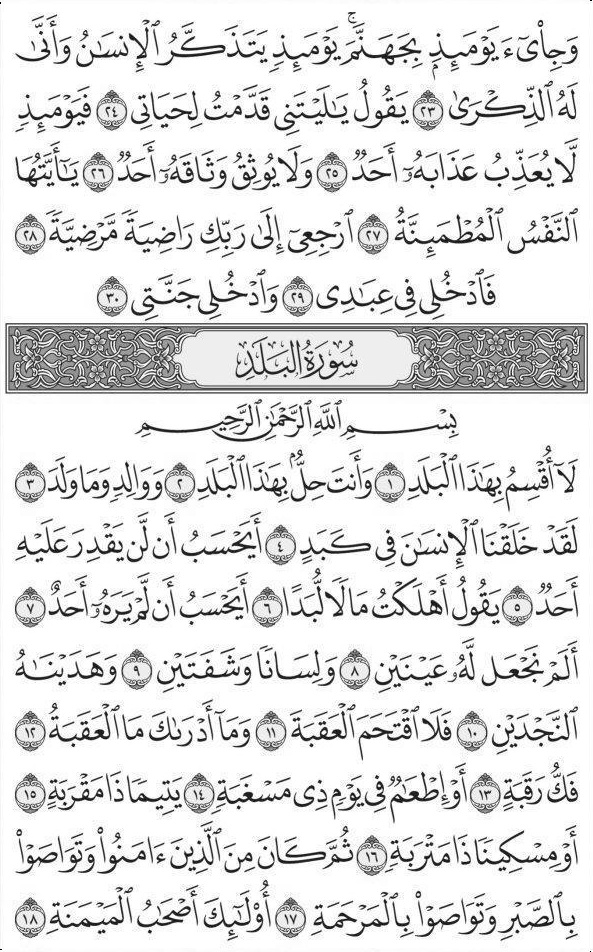 وَجِاْىٓءَ يَوْمَئِذِۭ بِجَهَنَّمَۚ يَوْمَئِذٖ يَتَذَكَّرُ ٱلْإِنسَٰنُ وَأَنَّىٰ
لَهُ ٱلذِّكْرَىٰ ٢٣ يَقُولُ يَٰلَيْتَنِى قَدَّمْتُ لِحَيَاتِى ٢٤ فَيَوْمَئِذٖ
لَّا يُعَذِّبُ عَذَابَهُۥٓ أَحَدٌ ٢٥ وَلَا يُوثِقُ وَثَاقَهُۥٓ أَحَدٌ ٢٦ يَٰٓأَيَّتُهَا
ٱلنَّفْسُ ٱلْمُطْمَئِنَّةُ ٢٧ ٱرْجِعِىٓ إِلَىٰ رَبِّكِ رَاضِيَةً مَّرْضِيَّةً ٢٨
فَٱدْخُلِى فِى عِبَٰدِى ٢٩ وَٱدْخُلِى جَنَّتِى ٣٠
سُورَةُ الْبَلَدِ
بِسْمِ ٱللَّهِ ٱلرَّحْمَٰنِ ٱلرَّحِيمِ
لَآ أُقْسِمُ بِهَٰذَا ٱلْبَلَدِ ١ وَأَنتَ حِلٌّۢ بِهَٰذَا ٱلْبَلَدِ ٢ وَوَالِدٍ وَمَا وَلَدَ ٣
لَقَدْ خَلَقْنَا ٱلْإِنسَٰنَ فِى كَبَدٍ ٤ أَيَحْسَبُ أَن لَّن يَقْدِرَ عَلَيْهِ
أَحَدٌ ٥ يَقُولُ أَهْلَكْتُ مَالًا لُّبَدًا ٦ أَيَحْسَبُ أَن لَّمْ يَرَهُۥٓ أَحَدٌ ٧
أَلَمْ نَجْعَل لَّهُۥ عَيْنَيْنِ ٨ وَلِسَانًا وَشَفَتَيْنِ ٩ وَهَدَيْنَٰهُ
ٱلنَّجْدَيْنِ ١٠ فَلَا ٱقْتَحَمَ ٱلْعَقَبَةَ ١١ وَمَآ أَدْرَىٰكَ مَا ٱلْعَقَبَةُ ١٢
فَكُّ رَقَبَةٍ ١٣ أَوْ إِطْعَٰمٌ فِى يَوْمٍ ذِى مَسْغَبَةٍ ١٤ يَتِيمًا ذَا مَقْرَبَةٍ ١٥
أَوْ مِسْكِينًا ذَا مَتْرَبَةٍ ١٦ ثُمَّ كَانَ مِنَ ٱلَّذِينَ ءَامَنُوا۟ وَتَوَاصَوْا۟
بِٱلصَّبْرِ وَتَوَاصَوْا۟ بِٱلْمَرْحَمَةِ ١٧ أُو۟لَٰٓئِكَ أَصْحَٰبُ ٱلْمَيْمَنَةِ ١٨